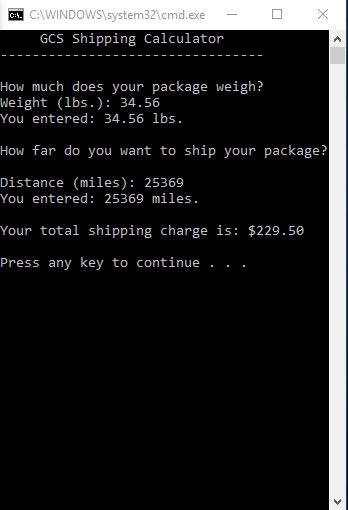 C:\WINDOWS\system32\cmd.exe
GCS Shipping Calculator
---------------------------------
How much does your package weigh?
Weight (lbs.): 34.56
You entered: 34.56 lbs.
How far do you want to ship your package?
Distance (miles): 25369
You entered: 25369 miles.
Your total shipping charge is: $229.50
Press any key to continue . . .